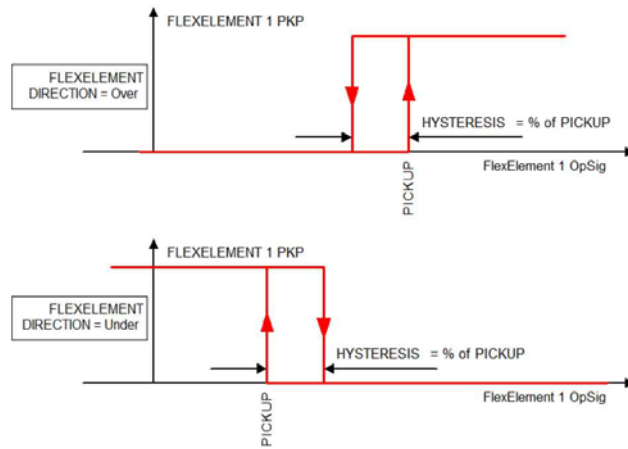 FLEXELEMENT 1 PKP
FLEXELEMENT
DIRECTION = Over
HYSTERESIS = % of PICKUP
PICKUP
FlexElement 1 OpSig
FLEXELEMENT 1 PKP
FLEXELEMENT
DIRECTION = Under
HYSTERESIS = % of PICKUP
PICKUP
FlexElement 1 OpSig